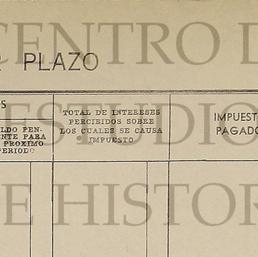 CENTRO D
PLAZO
S
LDO PEN-
ENTE PARA
PROXIMO
PERIODO
TOTAL DE INTERESES
PERCIBIDOS SOBRE
LOS CUALES SE CAUSA
IMPUESTO
IMPUEST
PAGADO
ESTUDIO
E HISTOR